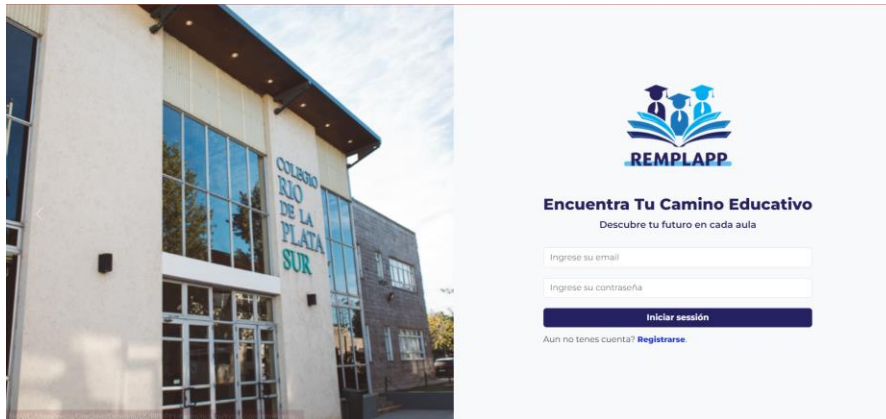 COLEGIO
RIO
DE LA
PLATA
SUR
REMPLAPP
Encuentra Tu Camino Educativo
Descubre tu futuro en cada aula
Ingrese su email
Ingrese su contraseña
Iniciar sessión
Aun no tenes cuenta? Registrarse.